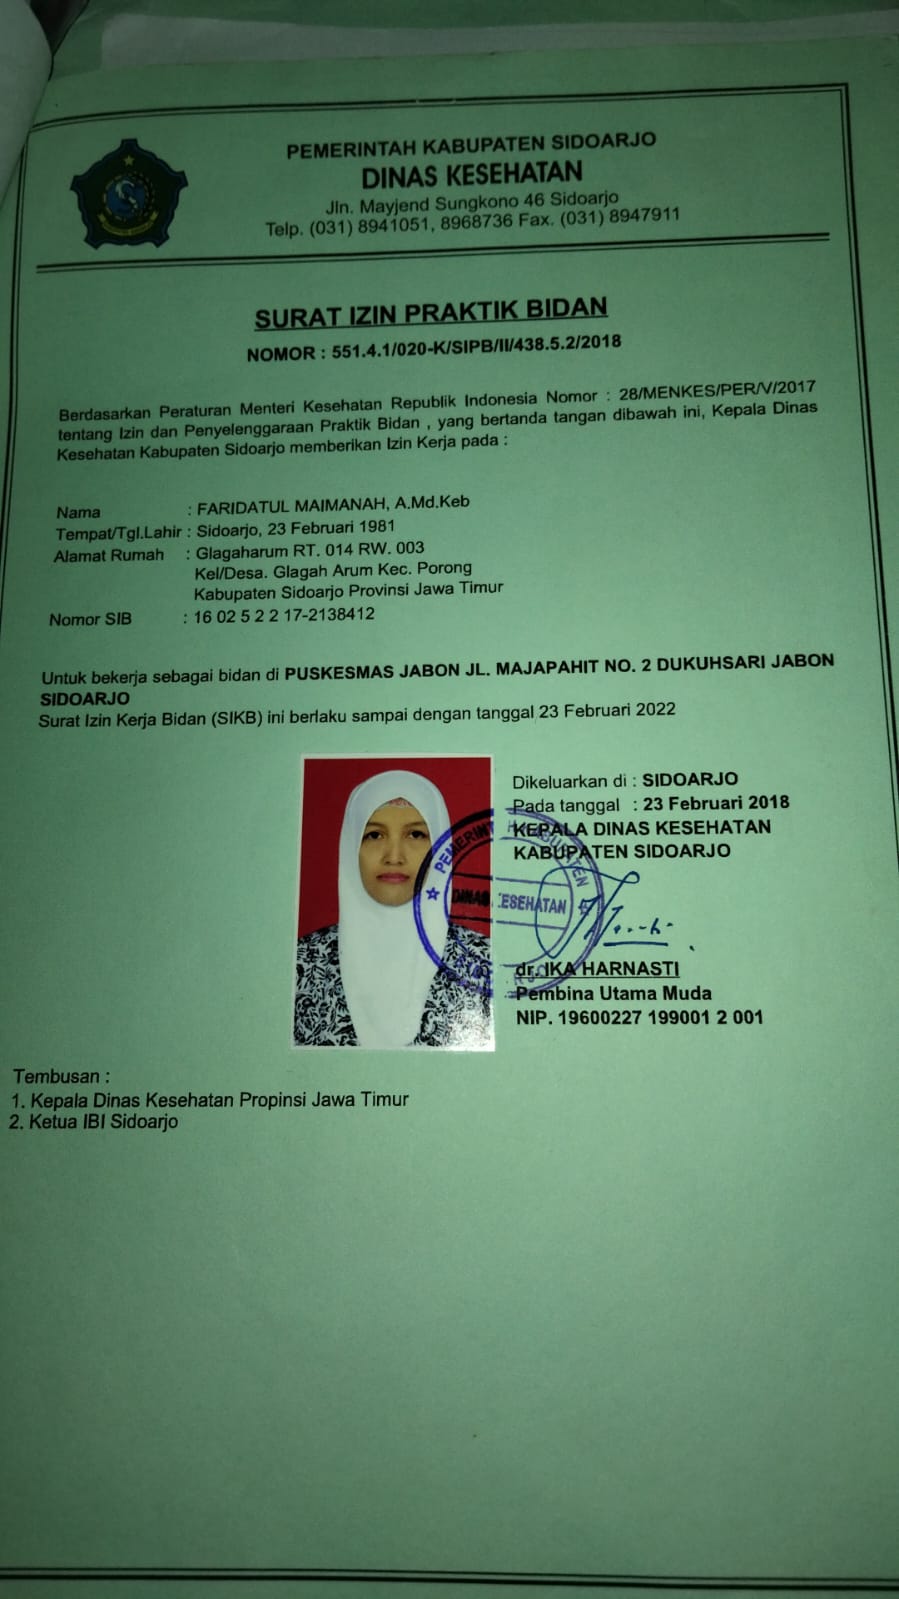 PEMERINTAH KABUPATEN SIDOARJO
DINAS KESEHATAN
Jln. Mayjend Sungkono 46 Sidoarjo
Telp. (031) 8941051, 8968736 Fax. (031) 8947911
SURAT IZIN PRAKTIK BIDAN
NOMOR : 551.4.1/020-K/SIPB/II/438.5.2/2018
Berdasarkan Peraturan Menteri Kesehatan Republik Indonesia Nomor : 28/MENKES/PER/V/2017
tentang Izin dan Penyelenggaraan Praktik Bidan , yang bertanda tangan dibawah ini, Kepala Dinas
Kesehatan Kabupaten Sidoarjo memberikan Izin Kerja pada :
Nama : FARIDATUL MAIMANAH, A.Md.Keb
Tempat/Tgl.Lahir : Sidoarjo, 23 Februari 1981
Alamat Rumah : Glagaharum RT. 014 RW. 003
Kel/Desa. Glagah Arum Kec. Porong
Kabupaten Sidoarjo Provinsi Jawa Timur
Nomor SIB : 16 02 5 2 2 17-2138412
Untuk bekerja sebagai bidan di PUSKESMAS JABON JL. MAJAPAHIT NO. 2 DUKUHSARI JABON
SIDOARJO
Surat Izin Kerja Bidan (SIKB) ini berlaku sampai dengan tanggal 23 Februari 2022
Dikeluarkan di : SIDOARJO
Pada tanggal : 23 Februari 2018
KEPALA DINAS KESEHATAN
KABUPATEN SIDOARJO
PEMERINTAH KABUPATEN
DINAS KESEHATAN
dr. IKA HARNASTI
Pembina Utama Muda
NIP. 19600227 199001 2 001
Tembusan :
1. Kepala Dinas Kesehatan Propinsi Jawa Timur
2. Ketua IBI Sidoarjo